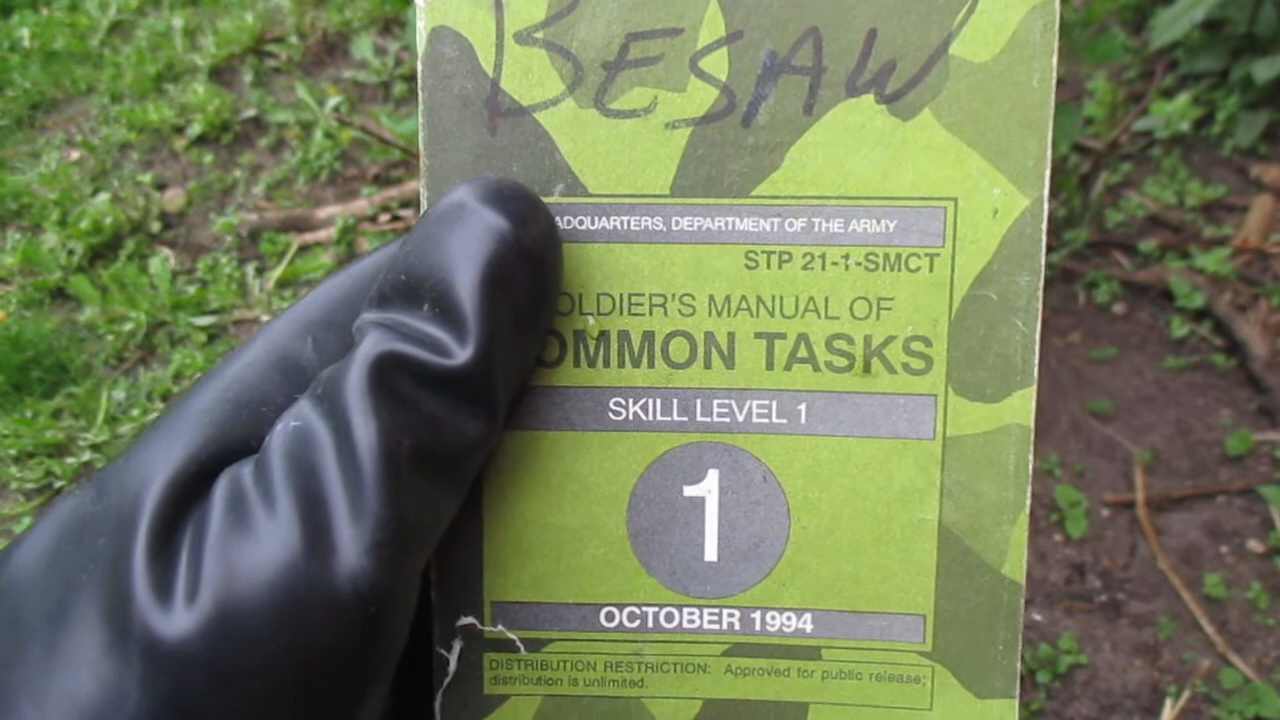 BESAW
ADQUARTERS, DEPARTMENT OF THE ARMY
STP 21-1-SMCT
OLDIER'S MANUAL OF
OMMON TASKS
SKILL LEVEL 1
1
OCTOBER 1994
DISTRIBUTION RESTRICTION: Approved for public release;
distribution is unlimited.